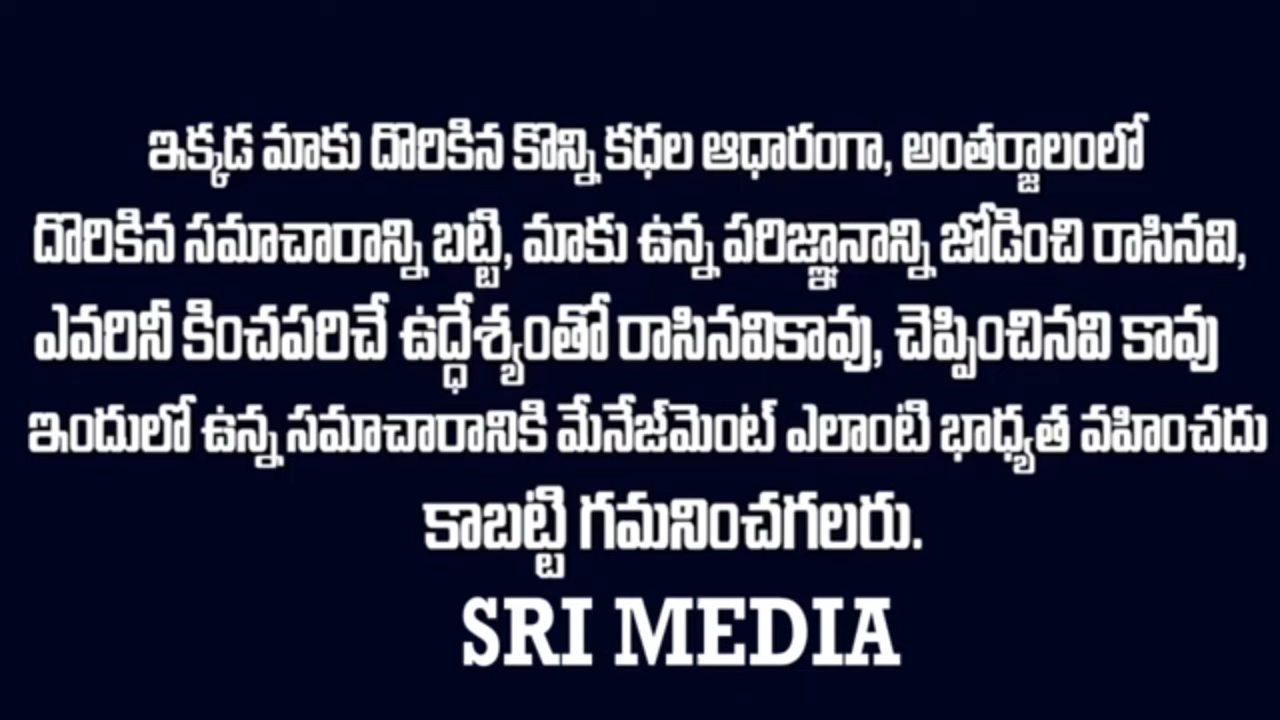 ఇక్కడ మాకు దొరికిన కొన్ని కధల ఆధారంగా, అంతర్జాలంలో
దొరికిన సమాచారాన్ని బట్టి, మాకు ఉన్న పరిజ్ఞానాన్ని జోడించి రాసినవి,
ఎవరినీ కించపరిచే ఉద్ధేశ్యంతో రాసినవికావు, చెప్పించినవి కావు
ఇందులో ఉన్న సమాచారానికి మేనేజ్‌మెంట్ ఎలాంటి భాధ్యత వహించదు
కాబట్టి గమనించగలరు.
SRI MEDIA